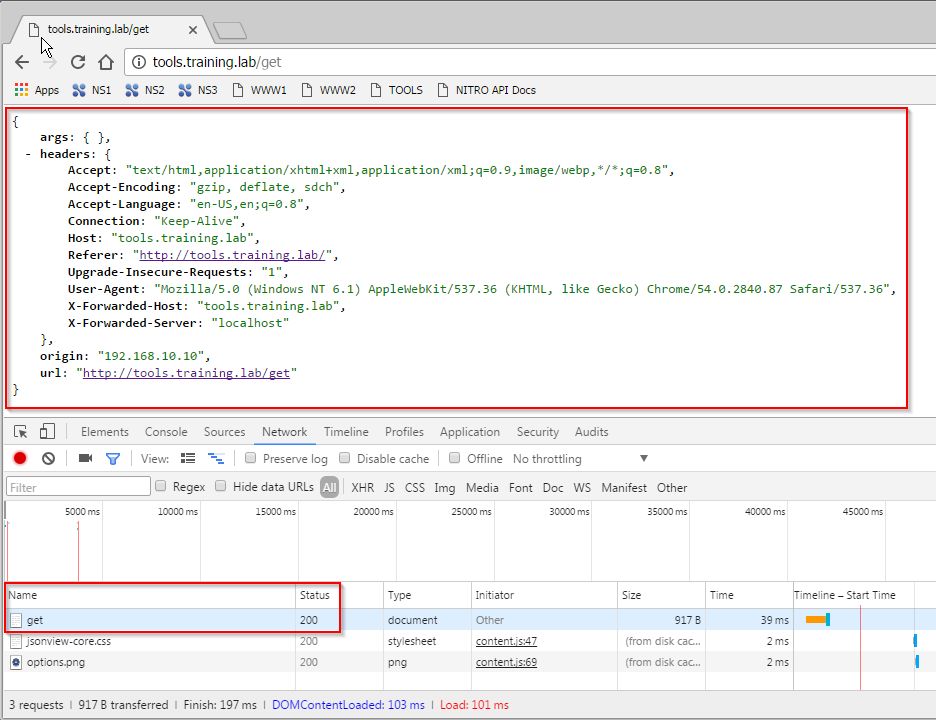 tools.training.lab/get
tools.training.lab/get
Apps NS1 NS2 NS3 WWW1 WWW2 TOOLS NITRO API Docs
{
args: { },
- headers: {
Accept: "text/html,application/xhtml+xml,application/xml;q=0.9,image/webp,*/*;q=0.8",
Accept-Encoding: "gzip, deflate, sdch",
Accept-Language: "en-US,en;q=0.8",
Connection: "Keep-Alive",
Host: "tools.training.lab",
Referer: "http://tools.training.lab/",
Upgrade-Insecure-Requests: "1",
User-Agent: "Mozilla/5.0 (Windows NT 6.1) AppleWebKit/537.36 (KHTML, like Gecko) Chrome/54.0.2840.87 Safari/537.36",
X-Forwarded-Host: "tools.training.lab",
X-Forwarded-Server: "localhost"
},
origin: "192.168.10.10",
url: "http://tools.training.lab/get"
}
Elements Console Sources Network Timeline Profiles Application Security Audits
View: Preserve log Disable cache Offline No throttling
Filter Regex Hide data URLs All XHR JS CSS Img Media Font Doc WS Manifest Other
5000 ms 10000 ms 15000 ms 20000 ms 25000 ms 30000 ms 35000 ms 40000 ms 45000 ms
Name Status Type Initiator Size Time Timeline – Start Time
get 200 document Other 917 B 39 ms
jsonview-core.css 200 stylesheet content.js:47 (from disk cac... 2 ms
options.png 200 png content.js:69 (from disk cac... 2 ms
3 requests | 917 B transferred | Finish: 197 ms | DOMContentLoaded: 103 ms | Load: 101 ms